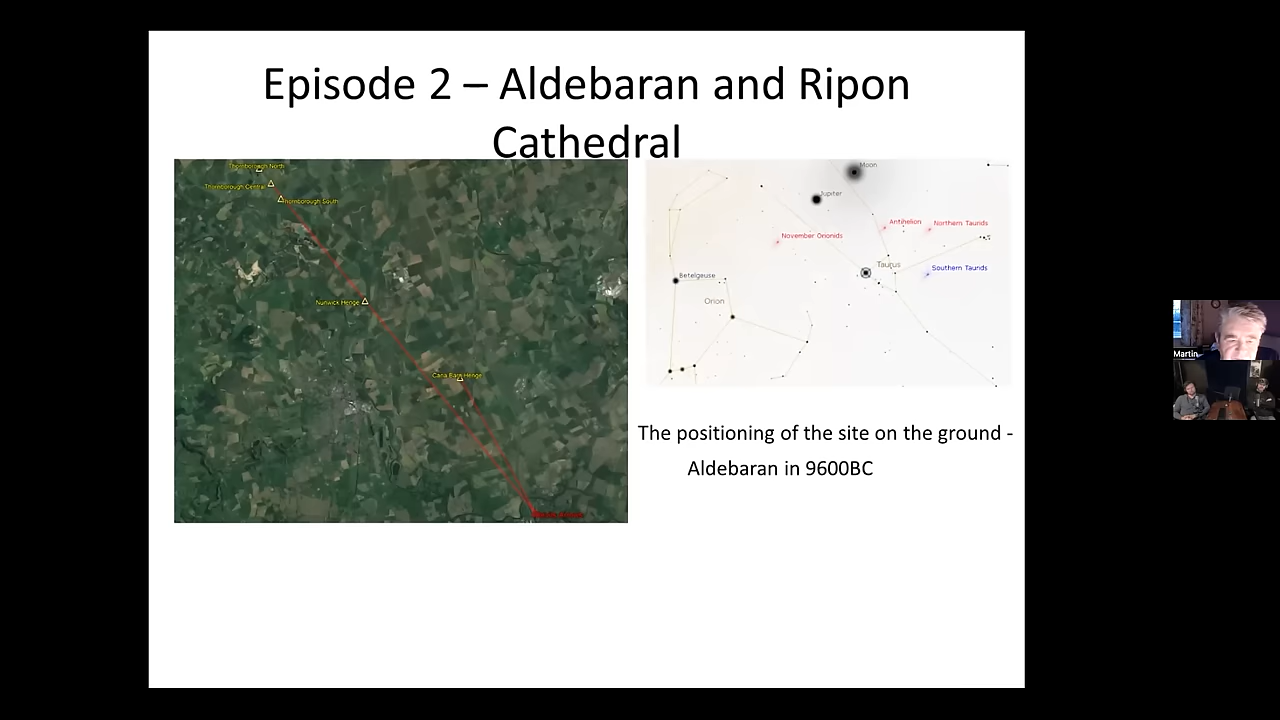 Episode 2 – Aldebaran and Ripon
Cathedral
Thornborough North
Thornborough Central
Thornborough South
Nunwick Henge
Cana Barn Henge
Moon
Jupiter
Antihelion
Northern Taurids
November Orionids
Taurus
Southern Taurids
Betelgeuse
Orion
The positioning of the site on the ground -
Aldebaran in 9600BC
Martin